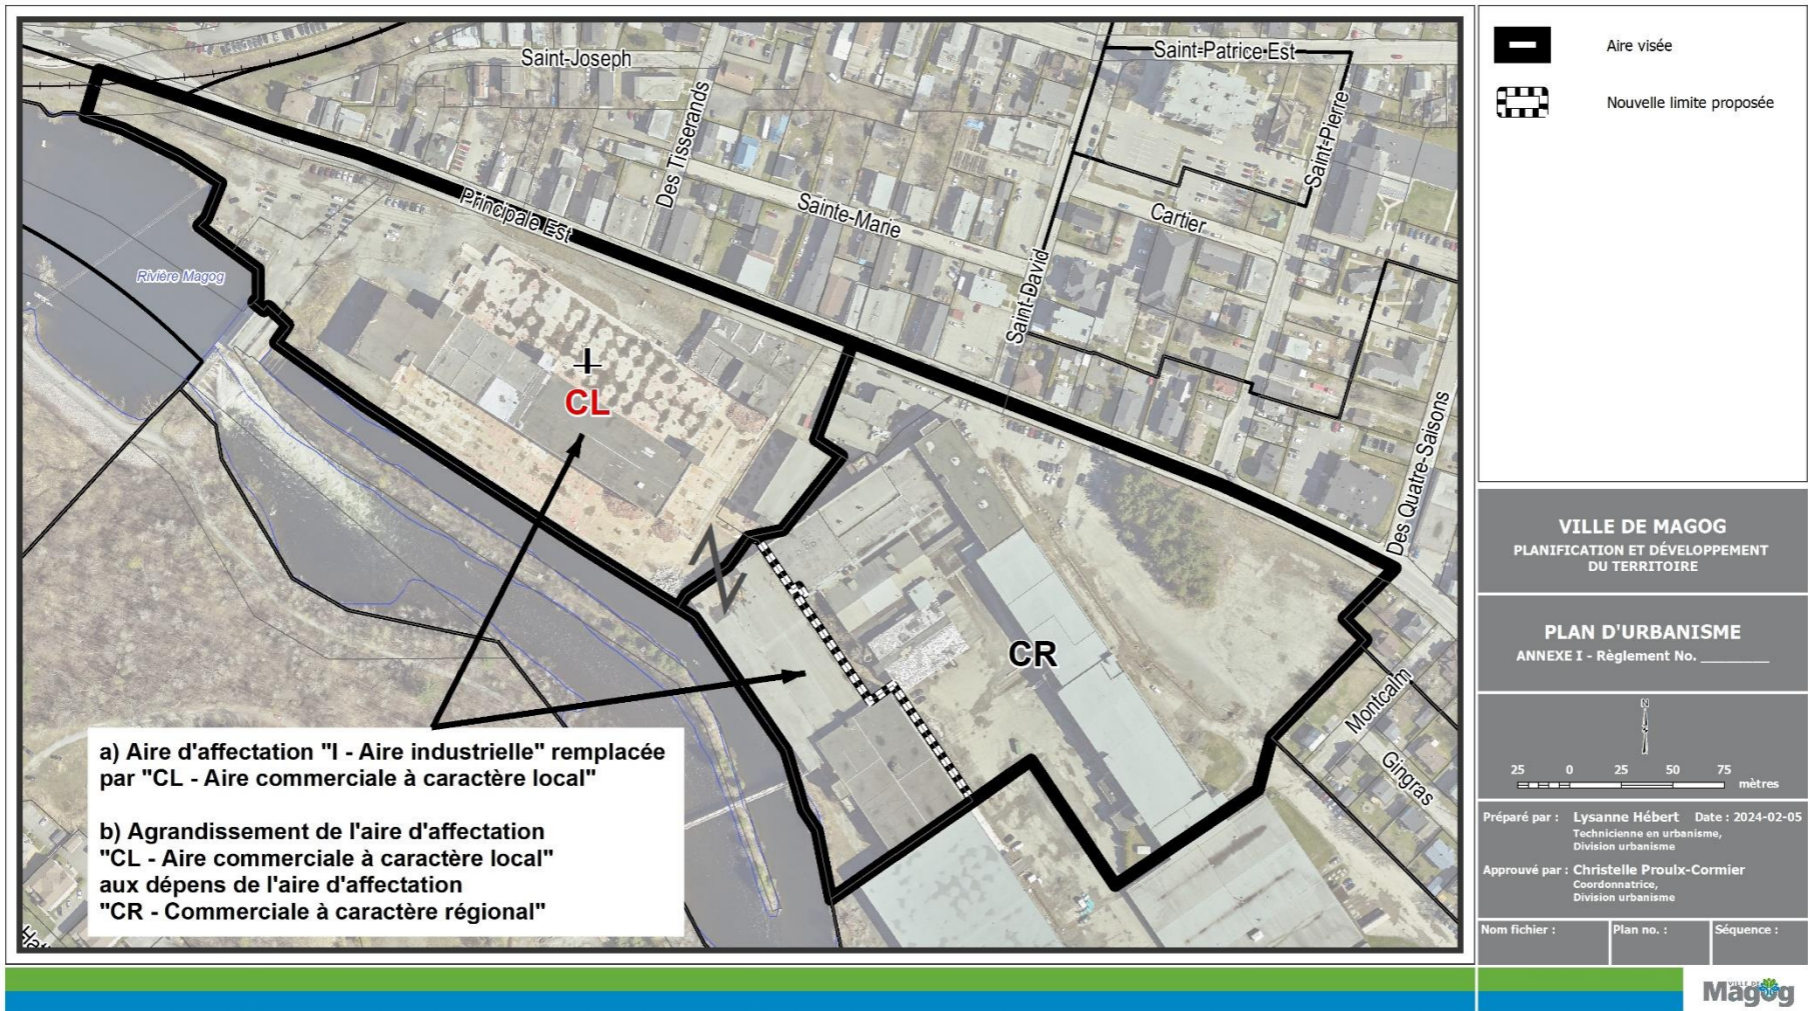 Saint-Joseph
Saint-Patrice Est
Des Tisserands
Saint-Pierre
Principale Est
Sainte-Marie
Cartier
Rivière Magog
Saint-David
CL
Des Quatre-Saisons
CR
Montcalm
Gingras
a) Aire d'affectation "I - Aire industrielle" remplacée
par "CL - Aire commerciale à caractère local"
b) Agrandissement de l'aire d'affectation
"CL - Aire commerciale à caractère local"
aux dépens de l'aire d'affectation
"CR - Commerciale à caractère régional"
Aire visée
Nouvelle limite proposée
VILLE DE MAGOG
PLANIFICATION ET DÉVELOPPEMENT
DU TERRITOIRE
PLAN D'URBANISME
ANNEXE I - Règlement No. ________
N
25 0 25 50 75
mètres
Préparé par : Lysanne Hébert Date : 2024-02-05
Technicienne en urbanisme,
Division urbanisme
Approuvé par : Christelle Proulx-Cormier
Coordonnatrice,
Division urbanisme
Nom fichier : Plan no. : Séquence :
VILLE DE
Magog